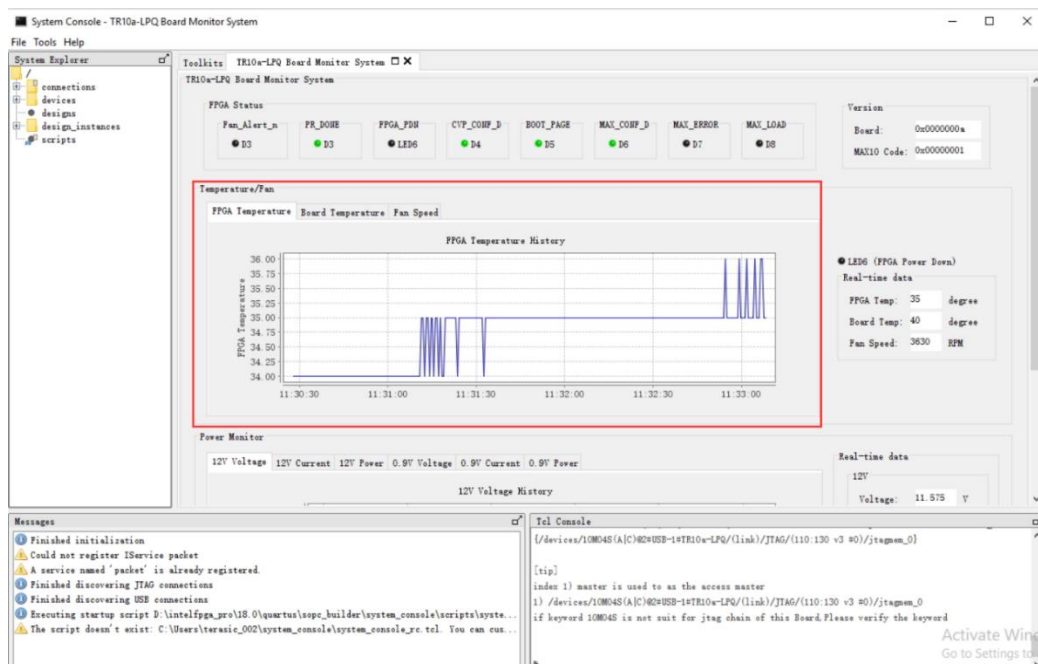 System Console - TR10a-LPQ Board Monitor System
File Tools Help
System Explorer
/
connections
devices
designs
design_instances
scripts
Toolkits TR10a-LPQ Board Monitor System
TR10a-LPQ Board Monitor System
FPGA Status
Fan_Alert_n PR_DONE FPGA_PDN CVP_CONF_D BOOT_PAGE MAX_CONF_D MAX_ERROR MAX_LOAD
D3 D3 LED6 D4 D5 D6 D7 D8
Version
Board: 0x0000000a
MAX10 Code: 0x00000001
Temperature/Fan
FPGA Temperature Board Temperature Fan Speed
FPGA Temperature History
FPGA Temperature
36.00
35.75
35.50
35.25
35.00
34.75
34.50
34.25
34.00
11:30:30 11:31:00 11:31:30 11:32:00 11:32:30 11:33:00
LED6 (FPGA Power Down)
Real-time data
FPGA Temp: 35 degree
Board Temp: 40 degree
Fan Speed: 3630 RPM
Power Monitor
12V Voltage 12V Current 12V Power 0.9V Voltage 0.9V Current 0.9V Power
12V Voltage History
Real-time data
12V
Voltage: 11.575 V
Messages
Finished initialization
Could not register IService packet
A service named 'packet' is already registered.
Finished discovering JTAG connections
Finished discovering USB connections
Executing startup script D:\intelfpga_pro\18.0\quartus\sopc_builder\system_console\scripts\syste...
The script doesn't exist: C:\Users\terasic_002\system_console\system_console_rc.tcl. You can cus...
Tcl Console
{/devices/10M04S(A|C)@2#USB-1#TR10a-LPQ/(link)/JTAG/(110:130 v3 #0)/jtagmem_0}
[tip]
index 1) master is used to as the access master
1) /devices/10M04S(A|C)@2#USB-1#TR10a-LPQ/(link)/JTAG/(110:130 v3 #0)/jtagmem_0
if keyword 10M04S is not suit for jtag chain of this Board,Please verify the keyword
Activate Win
Go to Settings to